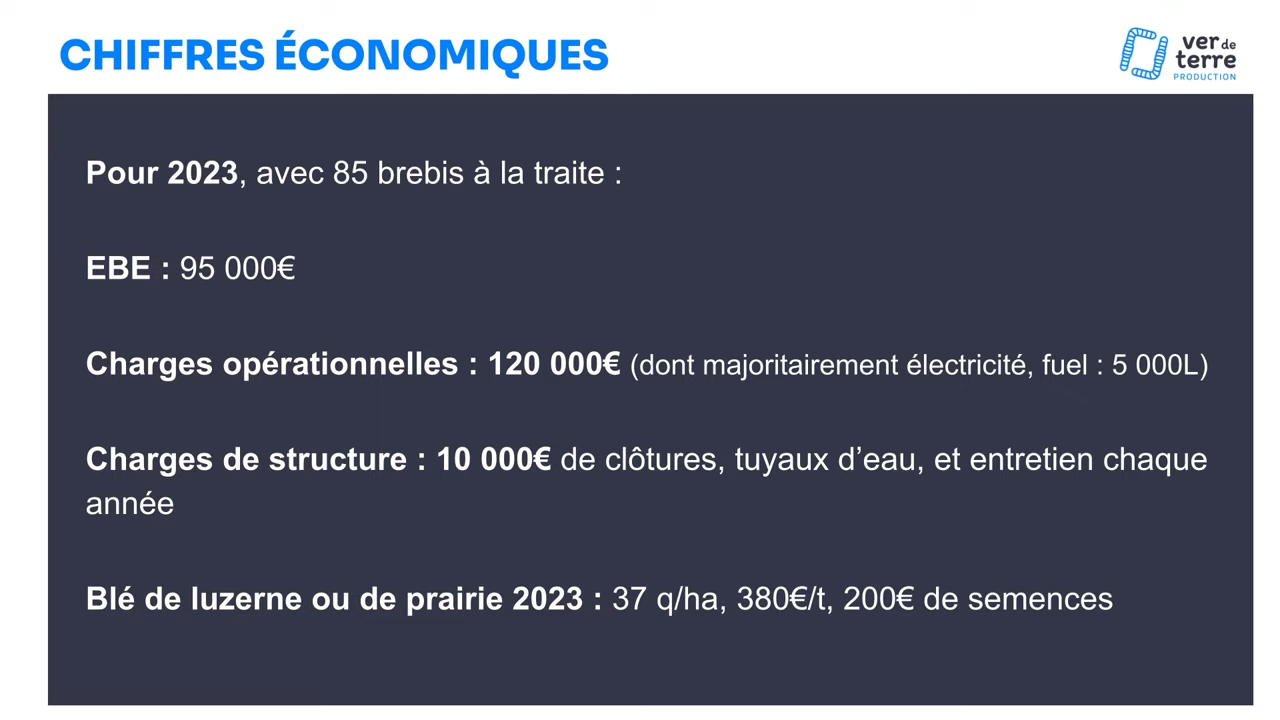 CHIFFRES ÉCONOMIQUES
ver de
terre
PRODUCTION
Pour 2023, avec 85 brebis à la traite :
EBE : 95 000€
Charges opérationnelles : 120 000€ (dont majoritairement électricité, fuel : 5 000L)
Charges de structure : 10 000€ de clôtures, tuyaux d’eau, et entretien chaque
année
Blé de luzerne ou de prairie 2023 : 37 q/ha, 380€/t, 200€ de semences